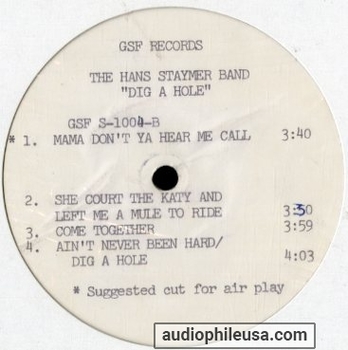 GSF RECORDS
THE HANS STAYMER BAND
"DIG A HOLE"
GSF S-1004-B
* 1. MAMA DON'T YA HEAR ME CALL 3:40
2. SHE COURT THE KATY AND
LEFT ME A MULE TO RIDE 3:50
3. COME TOGETHER 3:59
4. AIN'T NEVER BEEN HARD/
DIG A HOLE 4:03
* Suggested cut for air play
audiophileusa.com